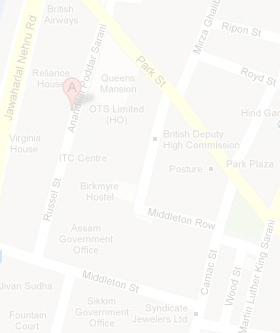 British
Airways
Jawaharlal Nehru Rd
Poddar Sarani
Mirza Ghalib
Ripon St
Park St
Royd St
Reliance
House
A
Queens
Mansion
OTS Limited
(HO)
Hind Gar
Virginia
House
British Deputy
High Commission
ITC Centre
Posture
Park Plaza
Birkmyre
Hostel
Russel St
Middleton Row
Assam
Government
Office
Camac St
Wood St
Martin Luther King Sarani
Middleton St
Jivan Sudha
Sikkim
Government
Office
Syndicate
Jewelers Ltd
Fountain
Court